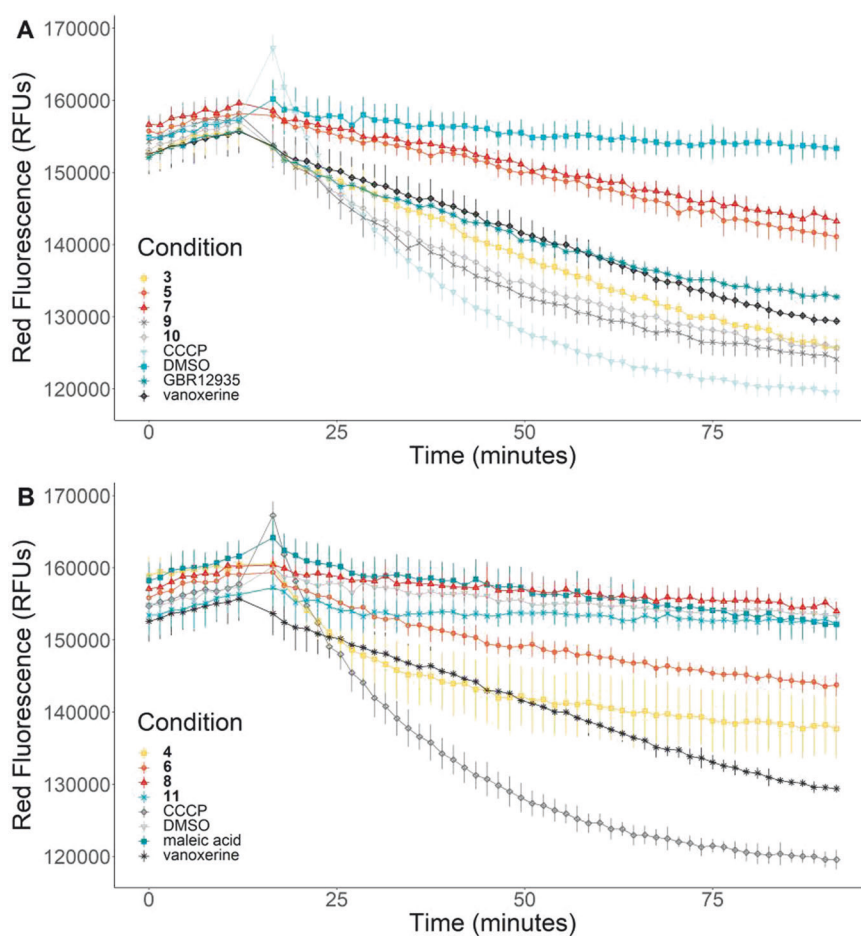 A
170000
160000
150000
140000
130000
120000
Red Fluorescence (RFUs)
Condition
3
5
7
9
10
CCCP
DMSO
GBR12935
vanoxerine
0
25
50
75
Time (minutes)
B
170000
160000
150000
140000
130000
120000
Red Fluorescence (RFUs)
Condition
4
6
8
11
CCCP
DMSO
maleic acid
vanoxerine
0
25
50
75
Time (minutes)